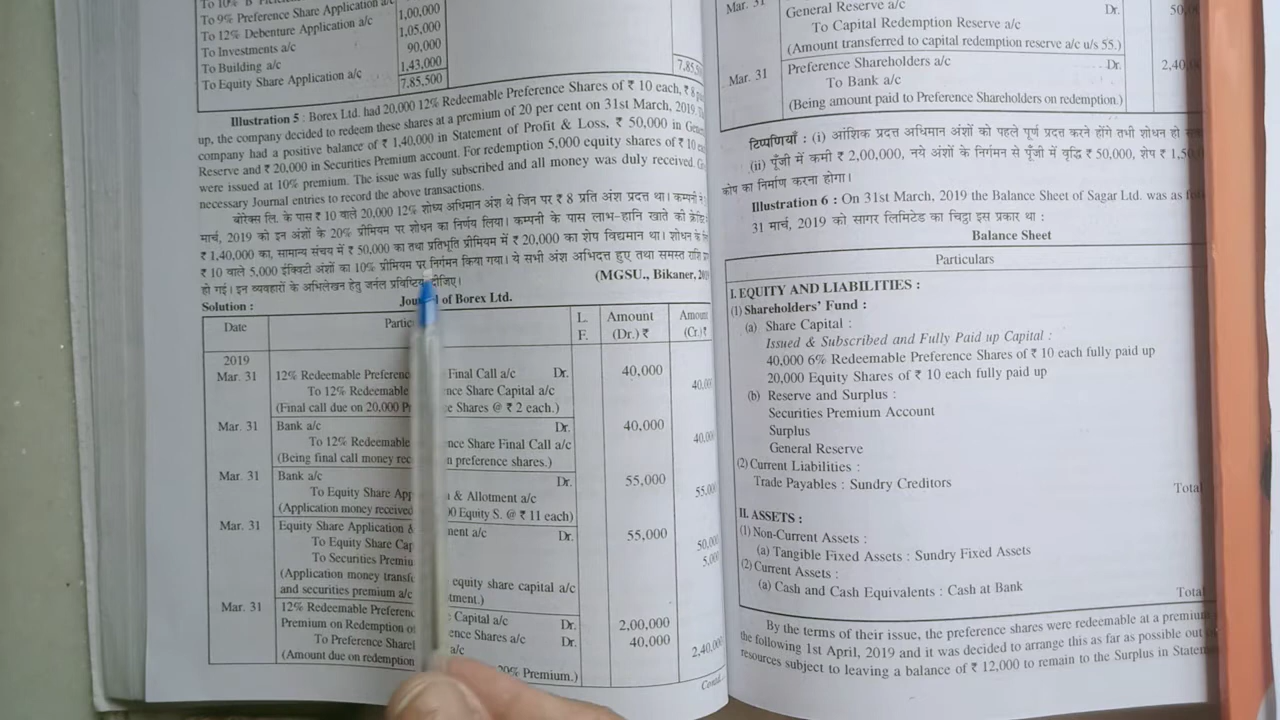 To 9% Preference Share Application a/c
1,00,000
To 12% Debenture Application a/c
1,05,000
To Investments a/c
90,000
To Building a/c
1,43,000
To Equity Share Application a/c
7,85,500
Illustration 5 : Borex Ltd. had 20,000 12% Redeemable Preference Shares of ₹ 10 each, ₹ 8
up, the company decided to redeem these shares at a premium of 20 per cent on 31st March, 2019.
company had a positive balance of ₹ 1,40,000 in Statement of Profit & Loss, ₹ 50,000 in
Reserve and ₹ 20,000 in Securities Premium account. For redemption 5,000 equity shares of ₹ 10
were issued at 10% premium. The issue was fully subscribed and all money was duly received.
necessary Journal entries to record the above transactions.
बोरेक्स लि. के पास ₹ 10 वाले 20,000 12% शोध्य अधिमान अंश थे जिन पर ₹ 8 प्रति अंश प्रदत्त था। कम्पनी ने
मार्च, 2019 को इन अंशों के 20% प्रीमियम पर शोधन का निर्णय लिया। कम्पनी के पास लाभ-हानि खाते को क्रेडिट
₹ 1,40,000 का, सामान्य संचय में ₹ 50,000 का तथा प्रतिभूति प्रीमियम में ₹ 20,000 का शेष विद्यमान था। शोधन के
₹ 10 वाले 5,000 ईक्विटी अंशों का 10% प्रीमियम पर निर्गमन किया गया। ये सभी अंश अभिदत्त हुए तथा समस्त राशि
हो गई। इन व्यवहारों के अभिलेखन हेतु जर्नल दीजिए।
(MGSU., Bikaner,
Solution :
of Borex Ltd.
Date
L. F.
Amount (Dr.) ₹
(Cr.) ₹
2019
Mar. 31
12% Redeemable Final Call a/c Dr.
40,000
To 12% Redeemable Share Capital a/c
(Final call due on 20,000 Shares @ ₹ 2 each.)
Mar. 31
Bank a/c Dr.
40,000
To 12% Redeemable Share Final Call a/c
(Being final call money preference shares.)
Mar. 31
Bank a/c Dr.
55,000
To Equity Share & Allotment a/c
(Application money received Equity S. @ ₹ 11 each)
Mar. 31
Equity Share Application a/c Dr.
55,000
To Equity Share
To Securities
(Application money equity share capital a/c
and securities premium a/c
Mar. 31
12% Redeemable Capital a/c Dr.
2,00,000
Premium on Redemption Shares a/c Dr.
40,000
To Preference a/c
(Amount due on redemption Premium.)
Mar. 31
General Reserve a/c Dr.
To Capital Redemption Reserve a/c
(Amount transferred to capital redemption reserve a/c u/s 55.)
Mar. 31
Preference Shareholders a/c Dr.
To Bank a/c
(Being amount paid to Preference Shareholders on redemption.)
टिप्पणियाँ : (i) आंशिक प्रदत्त अधिमान अंशों को पहले पूर्ण प्रदत्त करने होंगे तभी शोधन हो
(ii) पूँजी में कमी ₹ 2,00,000, नये अंशों के निर्गमन से पूँजी में वृद्धि ₹ 50,000, शेष
कोष का निर्माण करना होगा।
Illustration 6 : On 31st March, 2019 the Balance Sheet of Sagar Ltd. was as
31 मार्च, 2019 को सागर लिमिटेड का चिट्ठा इस प्रकार था :
Balance Sheet
Particulars
I. EQUITY AND LIABILITIES :
(1) Shareholders' Fund :
(a) Share Capital :
Issued & Subscribed and Fully Paid up Capital :
40,000 6% Redeemable Preference Shares of ₹ 10 each fully paid up
20,000 Equity Shares of ₹ 10 each fully paid up
(b) Reserve and Surplus :
Securities Premium Account
Surplus
General Reserve
(2) Current Liabilities :
Trade Payables : Sundry Creditors
Total
II. ASSETS :
(1) Non-Current Assets :
(a) Tangible Fixed Assets : Sundry Fixed Assets
(2) Current Assets :
(a) Cash and Cash Equivalents : Cash at Bank
Total
By the terms of their issue, the preference shares were redeemable at a premium
the following 1st April, 2019 and it was decided to arrange this as far as possible out
resources subject to leaving a balance of ₹ 12,000 to remain to the Surplus in